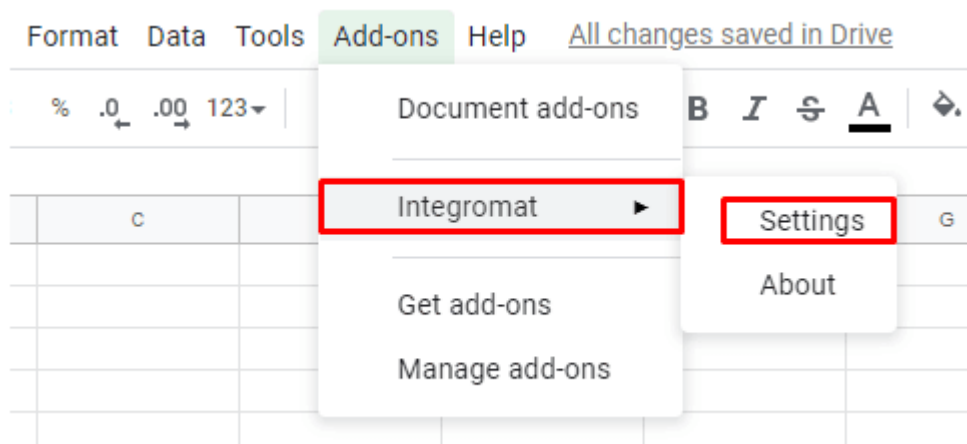 Format Data Tools Add-ons Help All changes saved in Drive
% .0 .00 123 B I S A
Document add-ons
Integromat
Settings
C G
About
Get add-ons
Manage add-ons